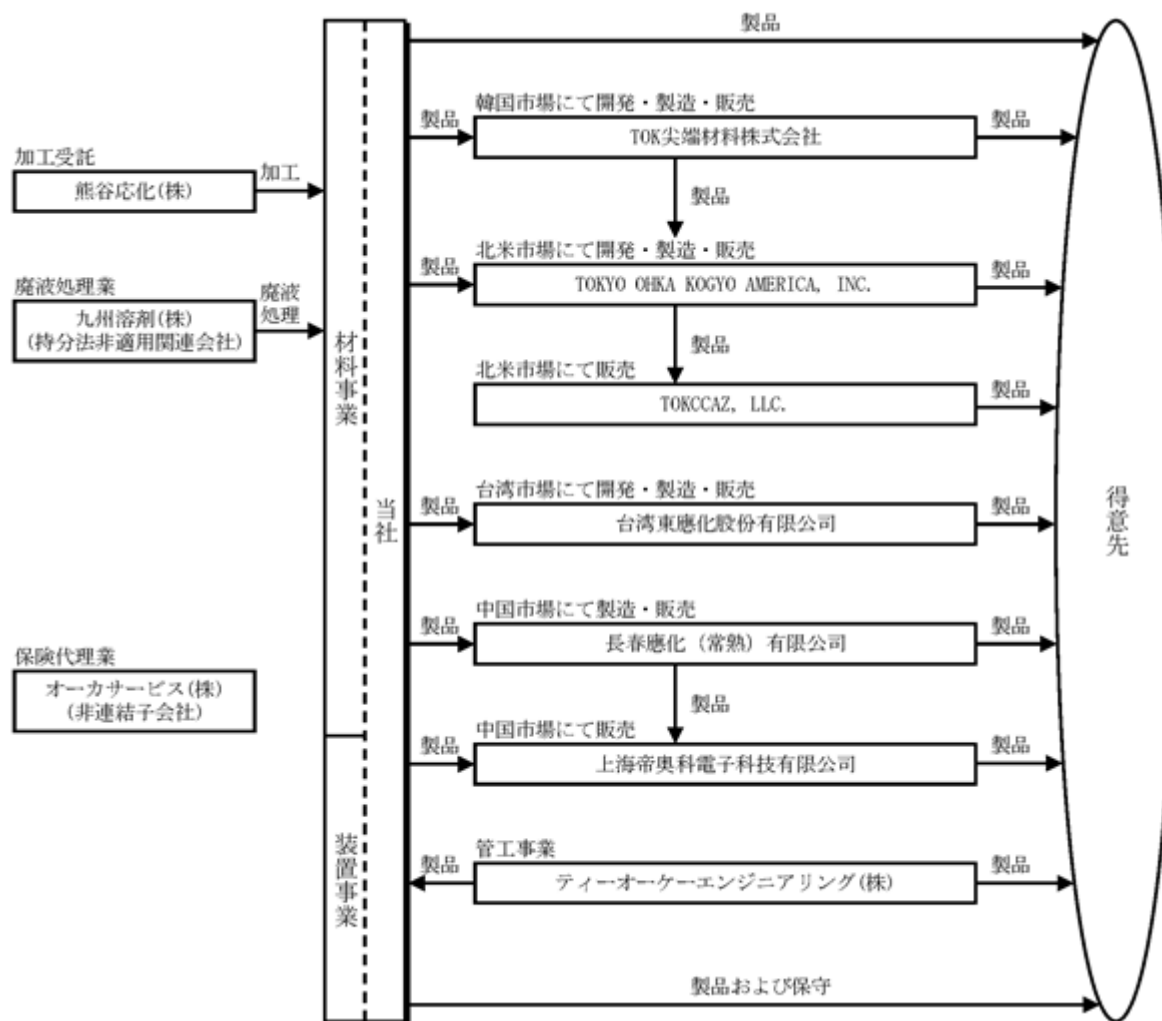 製品
韓国市場にて開発・製造・販売
製品
TOK尖端材料株式会社
製品
加工受託
熊谷応化(株)
加工
製品
北米市場にて開発・製造・販売
製品
TOKYO OHKA KOGYO AMERICA, INC.
製品
廃液処理業
九州溶剤(株)
(持分法非適用関連会社)
廃液
処理
製品
北米市場にて販売
TOKCCAZ, LLC.
製品
材料事業
当社
得意先
台湾市場にて開発・製造・販売
製品
台湾東應化股份有限公司
製品
中国市場にて製造・販売
製品
長春應化（常熟）有限公司
製品
保険代理業
オーカサービス(株)
(非連結子会社)
製品
中国市場にて販売
製品
上海帝奥科電子科技有限公司
製品
装置事業
管工事業
製品
ティーオーケーエンジニアリング(株)
製品
製品および保守